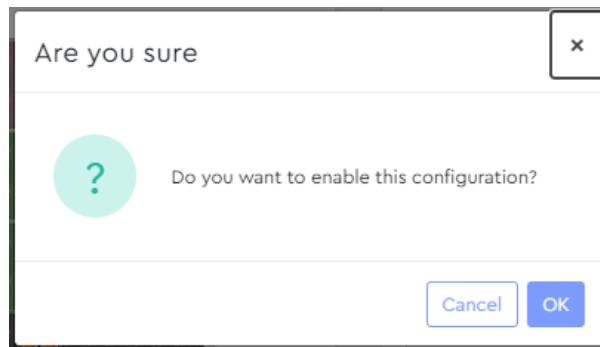 Are you sure
×
?
Do you want to enable this configuration?
Cancel
OK